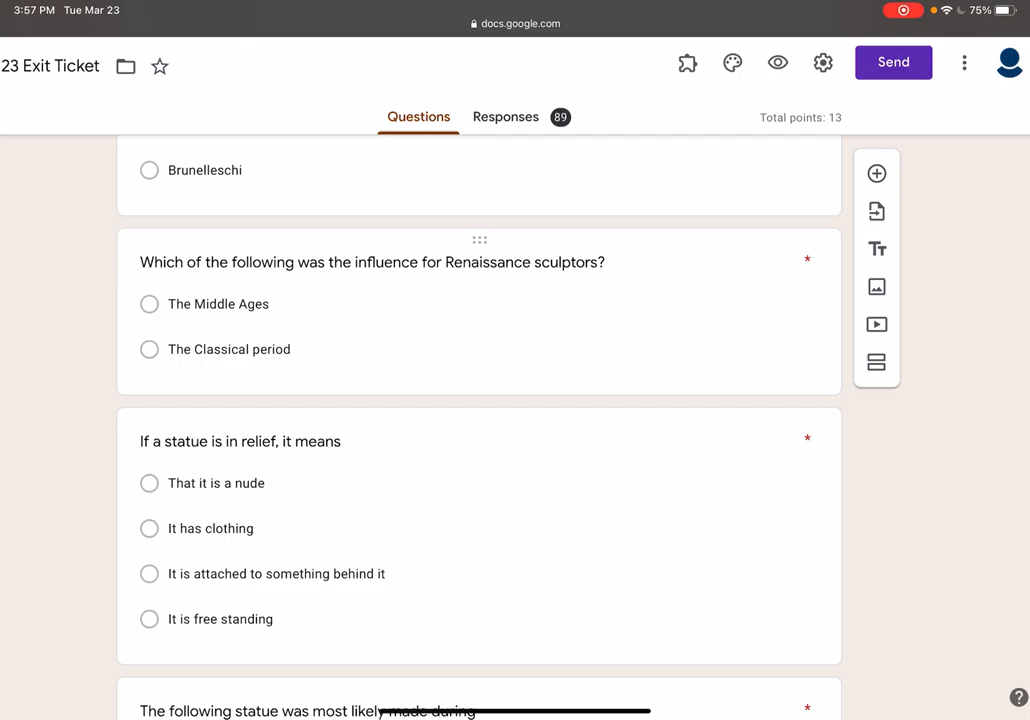 3:57 PM Tue Mar 23
75%
docs.google.com
23 Exit Ticket
Send
Questions
Responses 89
Total points: 13
Brunelleschi
Which of the following was the influence for Renaissance sculptors? *
The Middle Ages
The Classical period
If a statue is in relief, it means *
That it is a nude
It has clothing
It is attached to something behind it
It is free standing
The following statue was most likely made during *